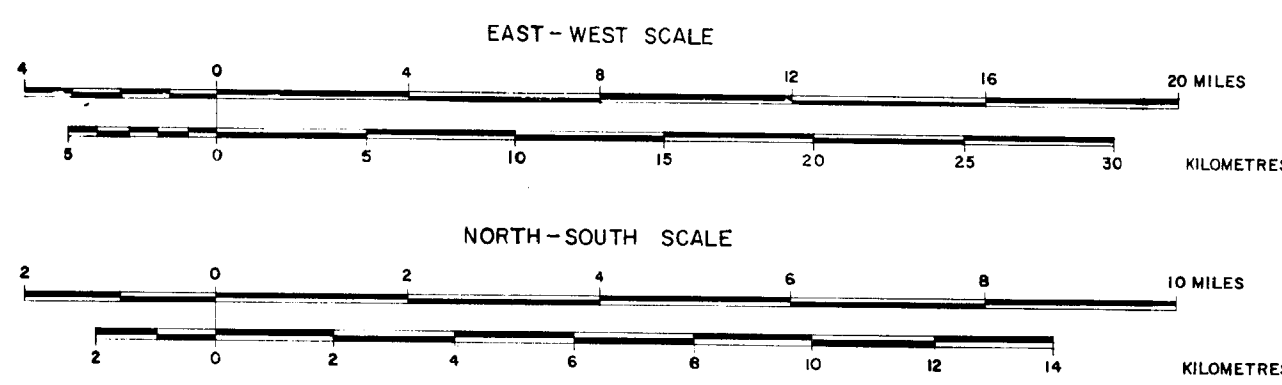 EAST-WEST SCALE
4 0 4 8 12 16 20 MILES
5 0 5 10 15 20 25 30 KILOMETRES
NORTH-SOUTH SCALE
2 0 2 4 6 8 10 MILES
2 0 2 4 6 8 10 12 14 KILOMETRES